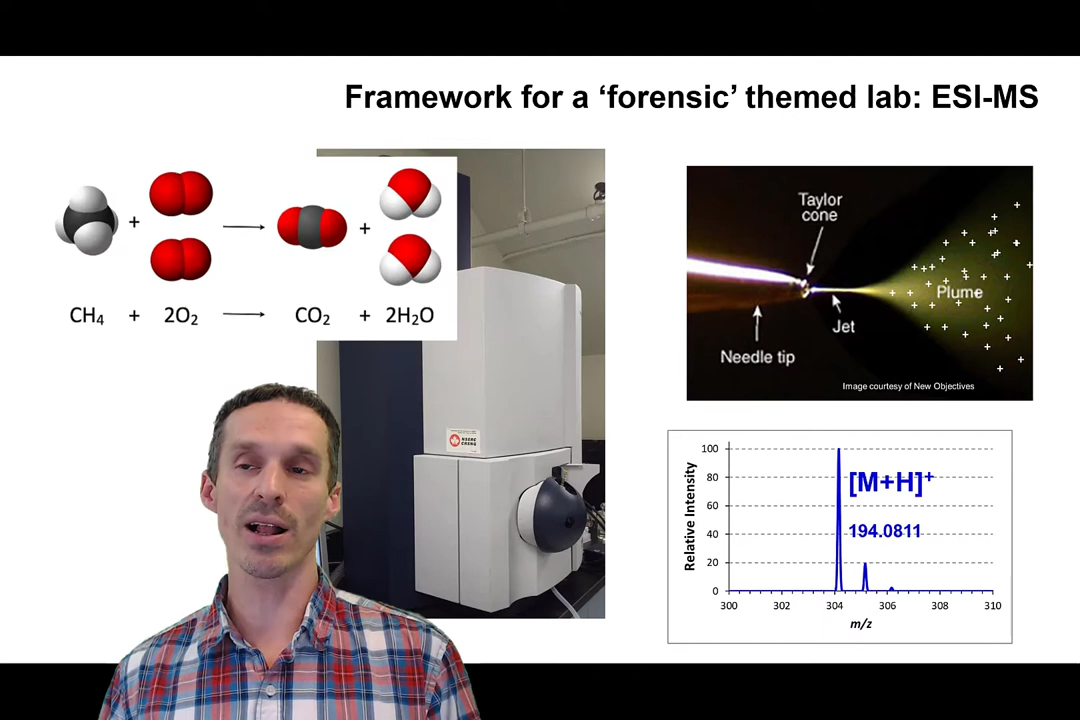 Framework for a ‘forensic’ themed lab: ESI-MS
+
+
CH₄ + 2O₂ CO₂ + 2H₂O
NSERC
CRSNG
Taylor
cone
Plume
Jet
Needle tip
Image courtesy of New Objectives
Relative Intensity
100
80
60
40
20
0
[M+H]⁺
194.0811
300 302 304 306 308 310
m/z